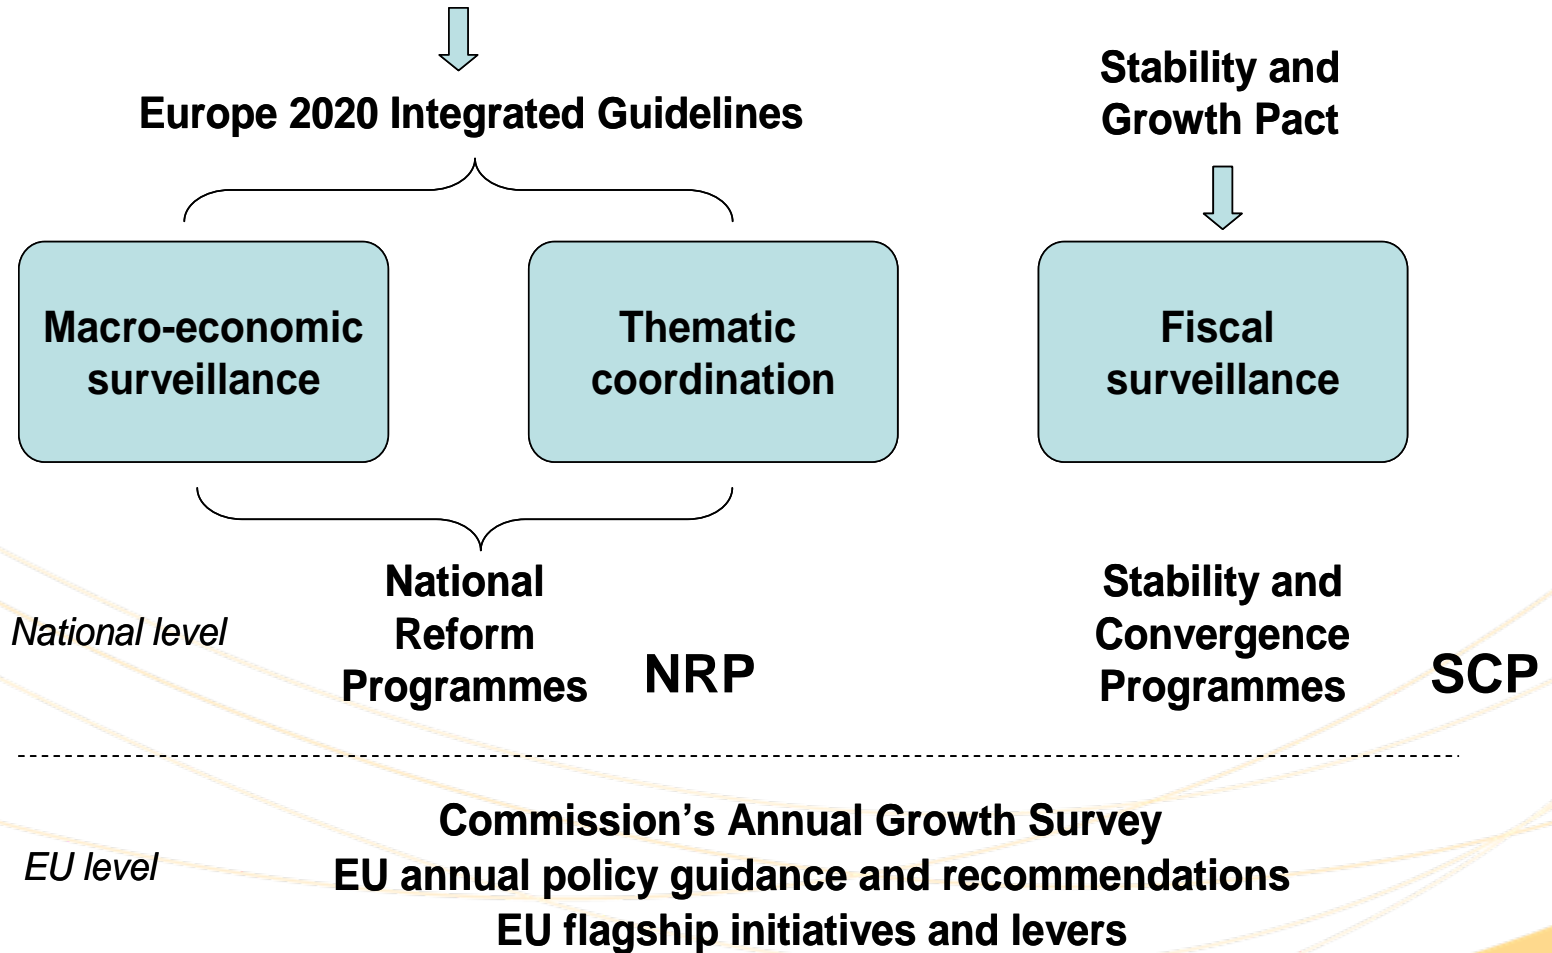 Europe 2020 Integrated Guidelines
Stability and
Growth Pact
Macro-economic
surveillance
Thematic
coordination
Fiscal
surveillance
National level
National
Reform
Programmes
NRP
Stability and
Convergence
Programmes
SCP
EU level
Commission’s Annual Growth Survey
EU annual policy guidance and recommendations
EU flagship initiatives and levers